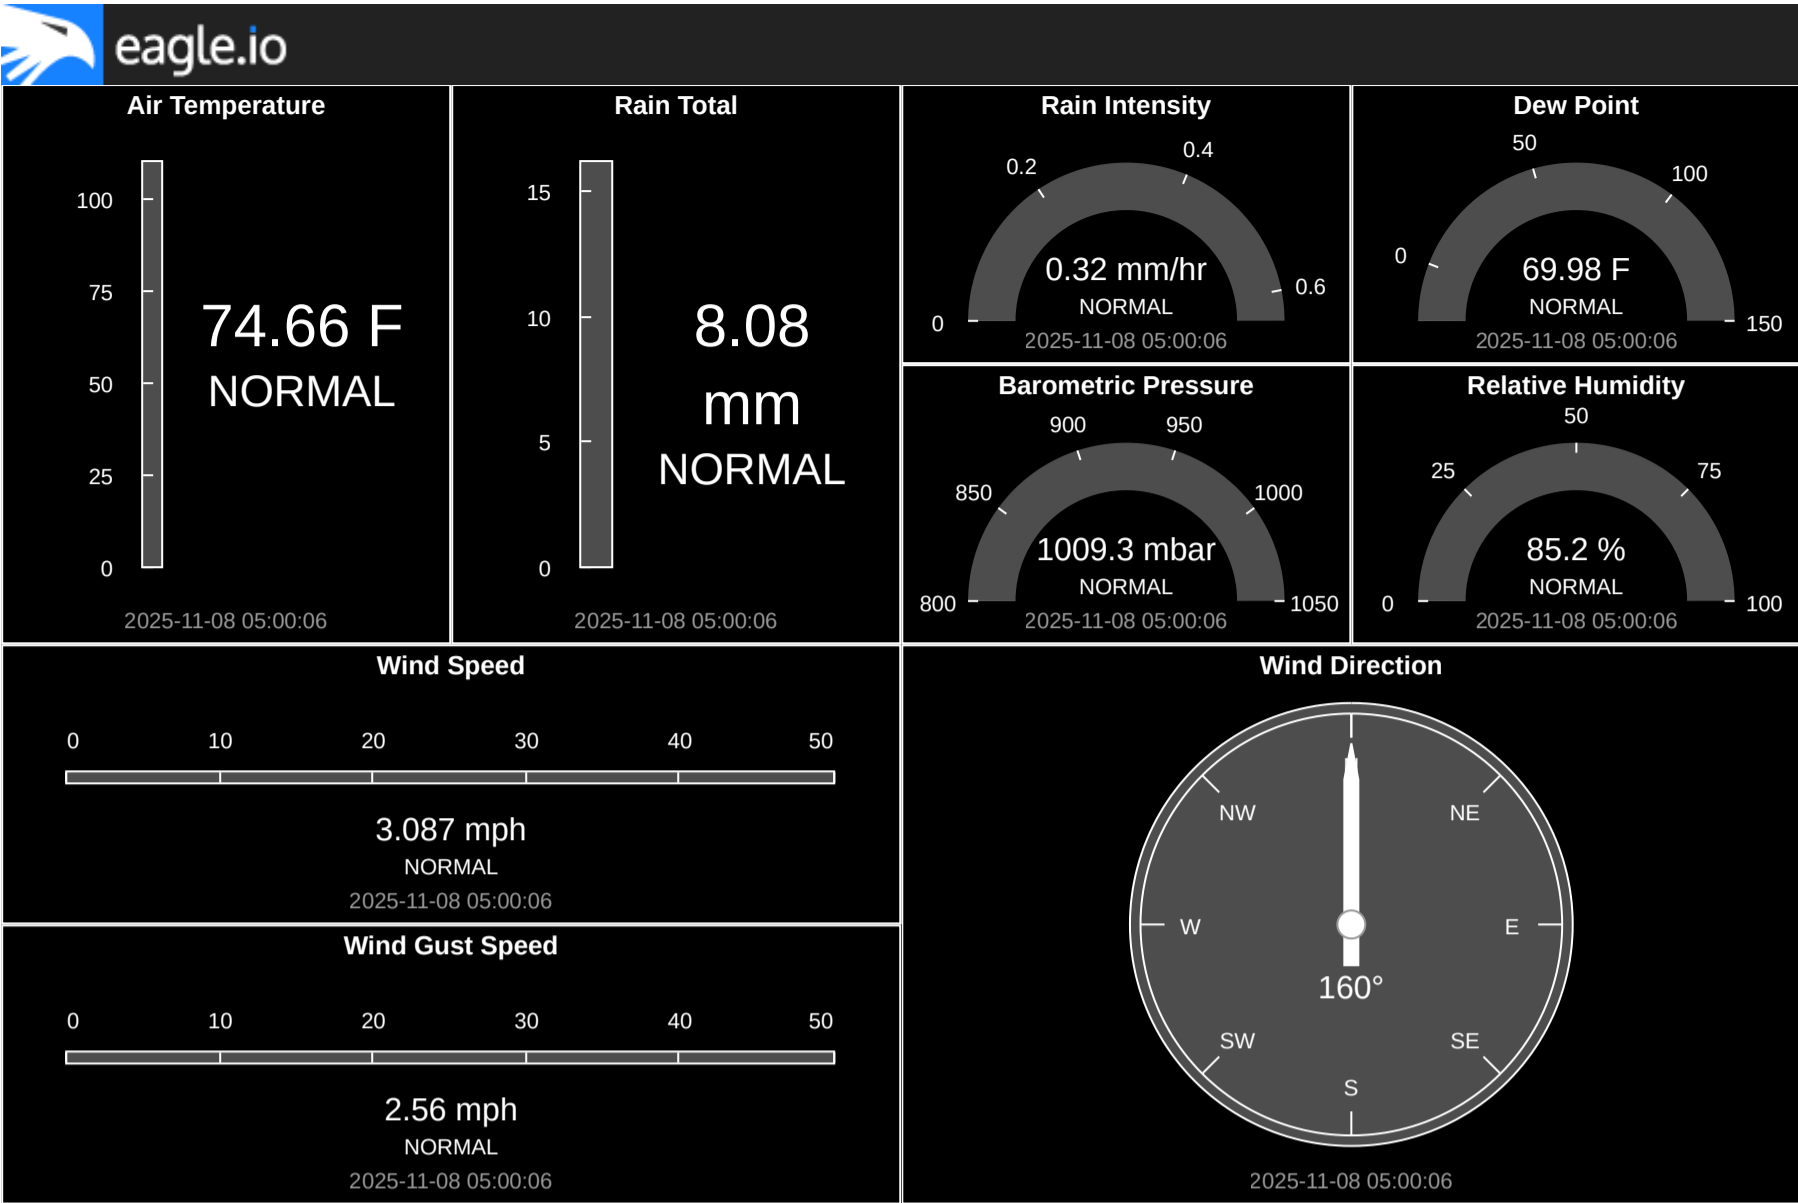 eagle.io
Air Temperature
100
75
50
25
0
74.66 F
NORMAL
2025-11-08 05:00:06
Rain Total
15
10
5
0
8.08
mm
NORMAL
2025-11-08 05:00:06
Rain Intensity
0
0.2
0.4
0.6
0.32 mm/hr
NORMAL
2025-11-08 05:00:06
Dew Point
0
50
100
150
69.98 F
NORMAL
2025-11-08 05:00:06
Barometric Pressure
800
850
900
950
1000
1050
1009.3 mbar
NORMAL
2025-11-08 05:00:06
Relative Humidity
0
25
50
75
100
85.2 %
NORMAL
2025-11-08 05:00:06
Wind Speed
0 10 20 30 40 50
3.087 mph
NORMAL
2025-11-08 05:00:06
Wind Gust Speed
0 10 20 30 40 50
2.56 mph
NORMAL
2025-11-08 05:00:06
Wind Direction
NW NE
W E
160°
SW SE
S
2025-11-08 05:00:06